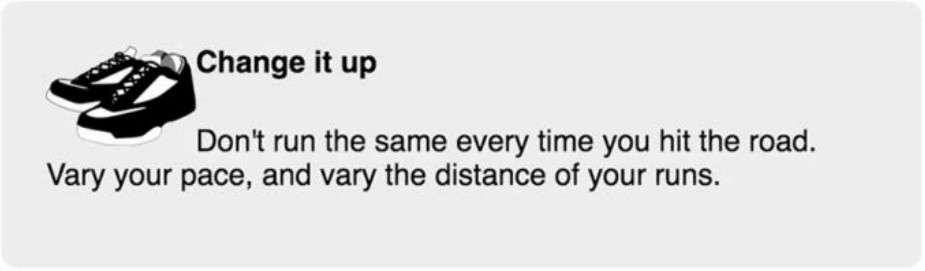 Change it up
Don't run the same every time you hit the road.
Vary your pace, and vary the distance of your runs.